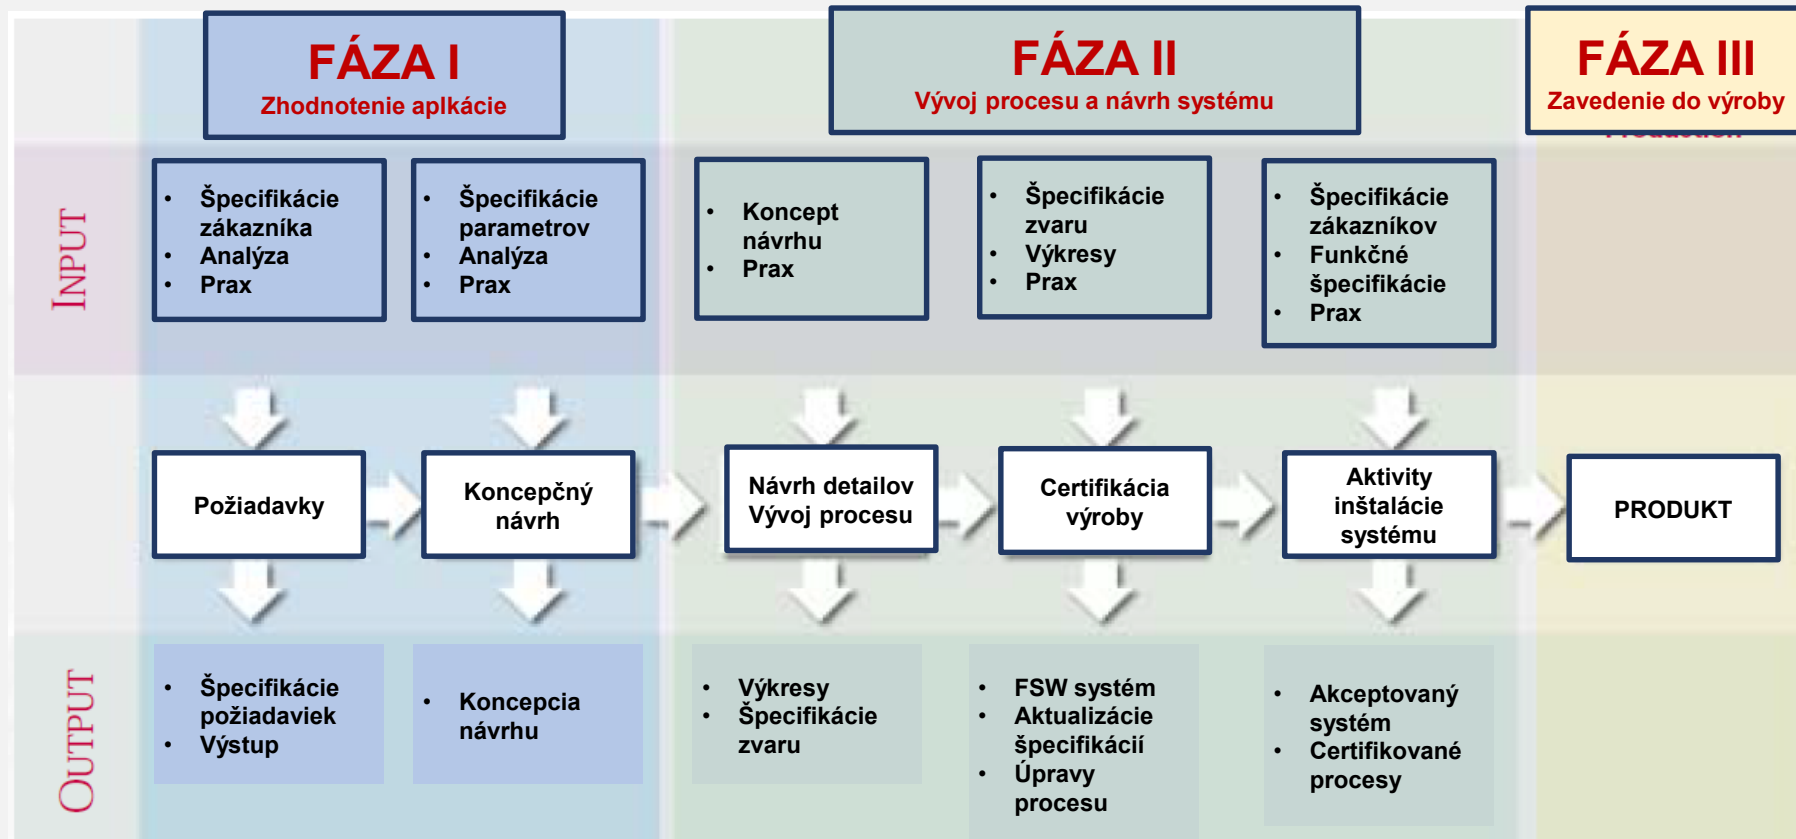 FÁZA I
Zhodnotenie aplkácie
FÁZA II
Vývoj procesu a návrh systému
FÁZA III
Zavedenie do výroby
INPUT
• Špecifikácie
zákazníka
• Analýza
• Prax
• Špecifikácie
parametrov
• Analýza
• Prax
• Koncept
návrhu
• Prax
• Špecifikácie
zvaru
• Výkresy
• Prax
• Špecifikácie
zákazníkov
• Funkčné
špecifikácie
• Prax
Požiadavky
Koncepčný
návrh
Návrh detailov
Vývoj procesu
Certifikácia
výroby
Aktivity
inštalácie
systému
PRODUKT
OUTPUT
• Špecifikácie
požiadaviek
• Výstup
• Koncepcia
návrhu
• Výkresy
• Špecifikácie
zvaru
• FSW systém
• Aktualizácie
špecifikácií
• Úpravy
procesu
• Akceptovaný
systém
• Certifikované
procesy